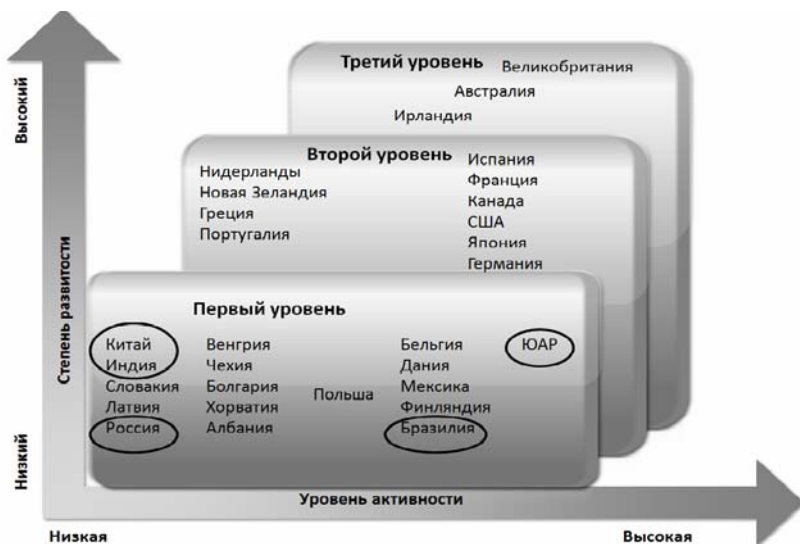 Высокий
Степень развитости
Низкий
Третий уровень
Великобритания
Австралия
Ирландия
Второй уровень
Нидерланды
Новая Зеландия
Греция
Португалия
Испания
Франция
Канада
США
Япония
Германия
Первый уровень
Китай
Индия
Словакия
Латвия
Россия
Венгрия
Чехия
Болгария
Хорватия
Албания
Польша
Бельгия
Дания
Мексика
Финляндия
Бразилия
ЮАР
Уровень активности
Низкая
Высокая